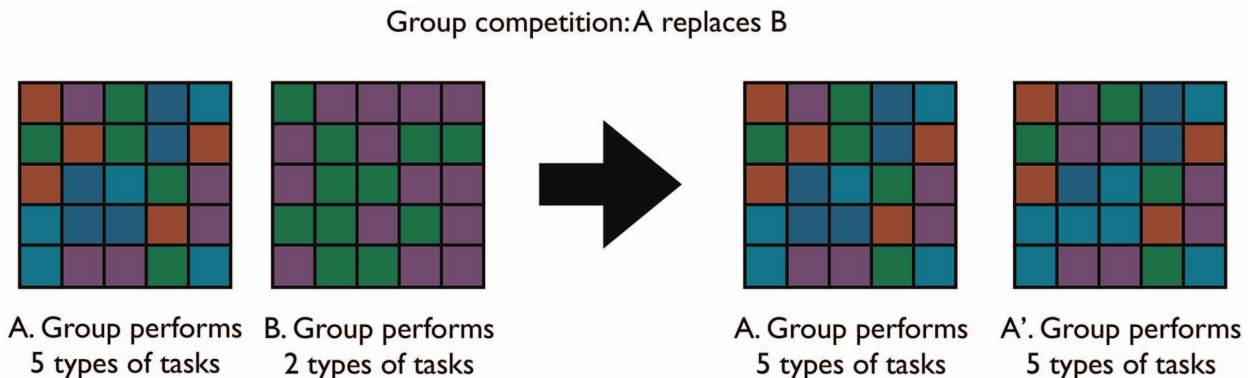 Group competition: A replaces B
A. Group performs
5 types of tasks
B. Group performs
2 types of tasks
A. Group performs
5 types of tasks
A’. Group performs
5 types of tasks